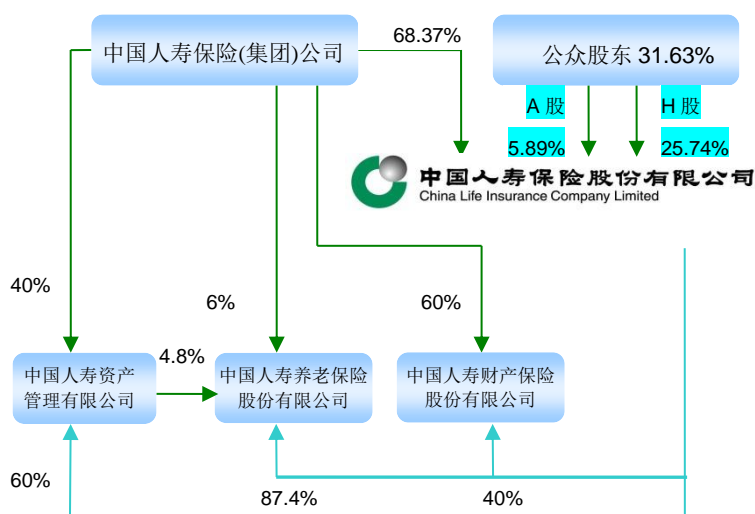 中国人寿保险(集团)公司
68.37%
公众股东 31.63%
A 股
H 股
5.89%
25.74%
中国人寿保险股份有限公司
China Life Insurance Company Limited
40%
6%
60%
4.8%
中国人寿资产
管理有限公司
中国人寿养老保险
股份有限公司
中国人寿财产保险
股份有限公司
60%
87.4%
40%